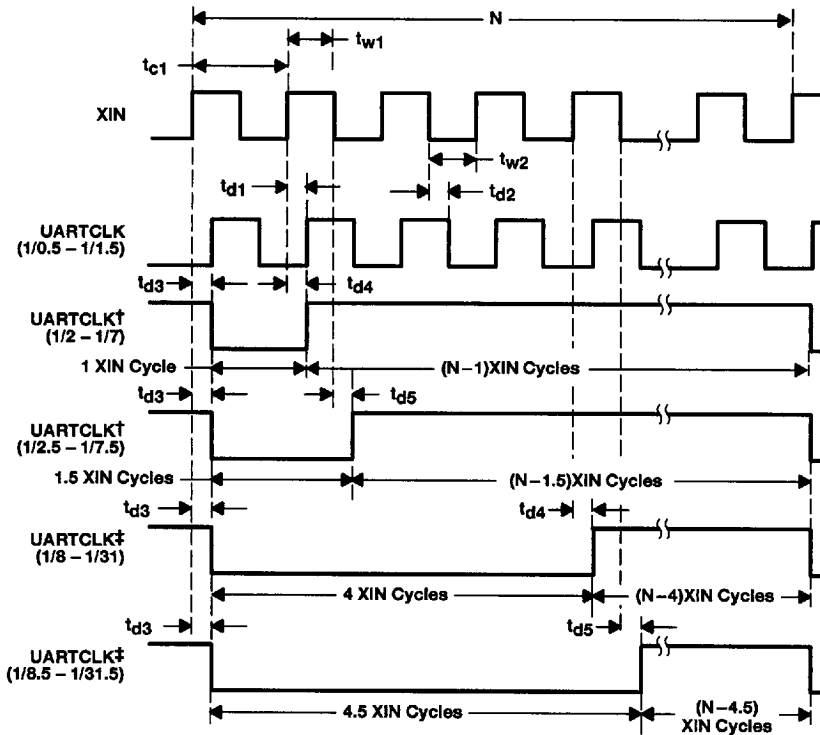 N
tw1
tc1
XIN
tw2
td1
td2
UARTCLK
(1/0.5 – 1/1.5)
td3
td4
UARTCLK†
(1/2 – 1/7)
1 XIN Cycle
(N–1)XIN Cycles
td3
td5
UARTCLK†
(1/2.5 – 1/7.5)
1.5 XIN Cycles
(N–1.5)XIN Cycles
td3
td4
UARTCLK‡
(1/8 – 1/31)
4 XIN Cycles
(N–4)XIN Cycles
td3
td5
UARTCLK‡
(1/8.5 – 1/31.5)
4.5 XIN Cycles
(N–4.5)
XIN Cycles